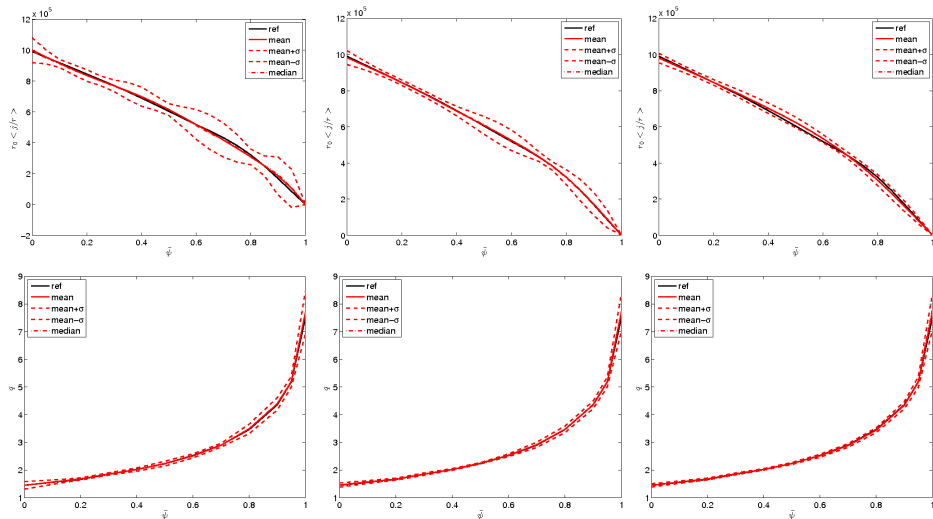 x 10⁵
12
10
8
6
4
2
0
−2
r₀ < j/r >
0
0.2
0.4
0.6
0.8
1
ψ̄
ref
mean
mean+σ
mean−σ
median
x 10⁵
12
10
8
6
4
2
0
r₀ < j/r >
0
0.2
0.4
0.6
0.8
1
ψ̄
ref
mean
mean+σ
mean−σ
median
x 10⁵
12
10
8
6
4
2
0
r₀ < j/r >
0
0.2
0.4
0.6
0.8
1
ψ̄
ref
mean
mean+σ
mean−σ
median
9
8
7
6
5
4
3
2
1
q
0
0.2
0.4
0.6
0.8
1
ψ̄
ref
mean
mean+σ
mean−σ
median
9
8
7
6
5
4
3
2
1
q
0
0.2
0.4
0.6
0.8
1
ψ̄
ref
mean
mean+σ
mean−σ
median
9
8
7
6
5
4
3
2
1
q
0
0.2
0.4
0.6
0.8
1
ψ̄
ref
mean
mean+σ
mean−σ
median